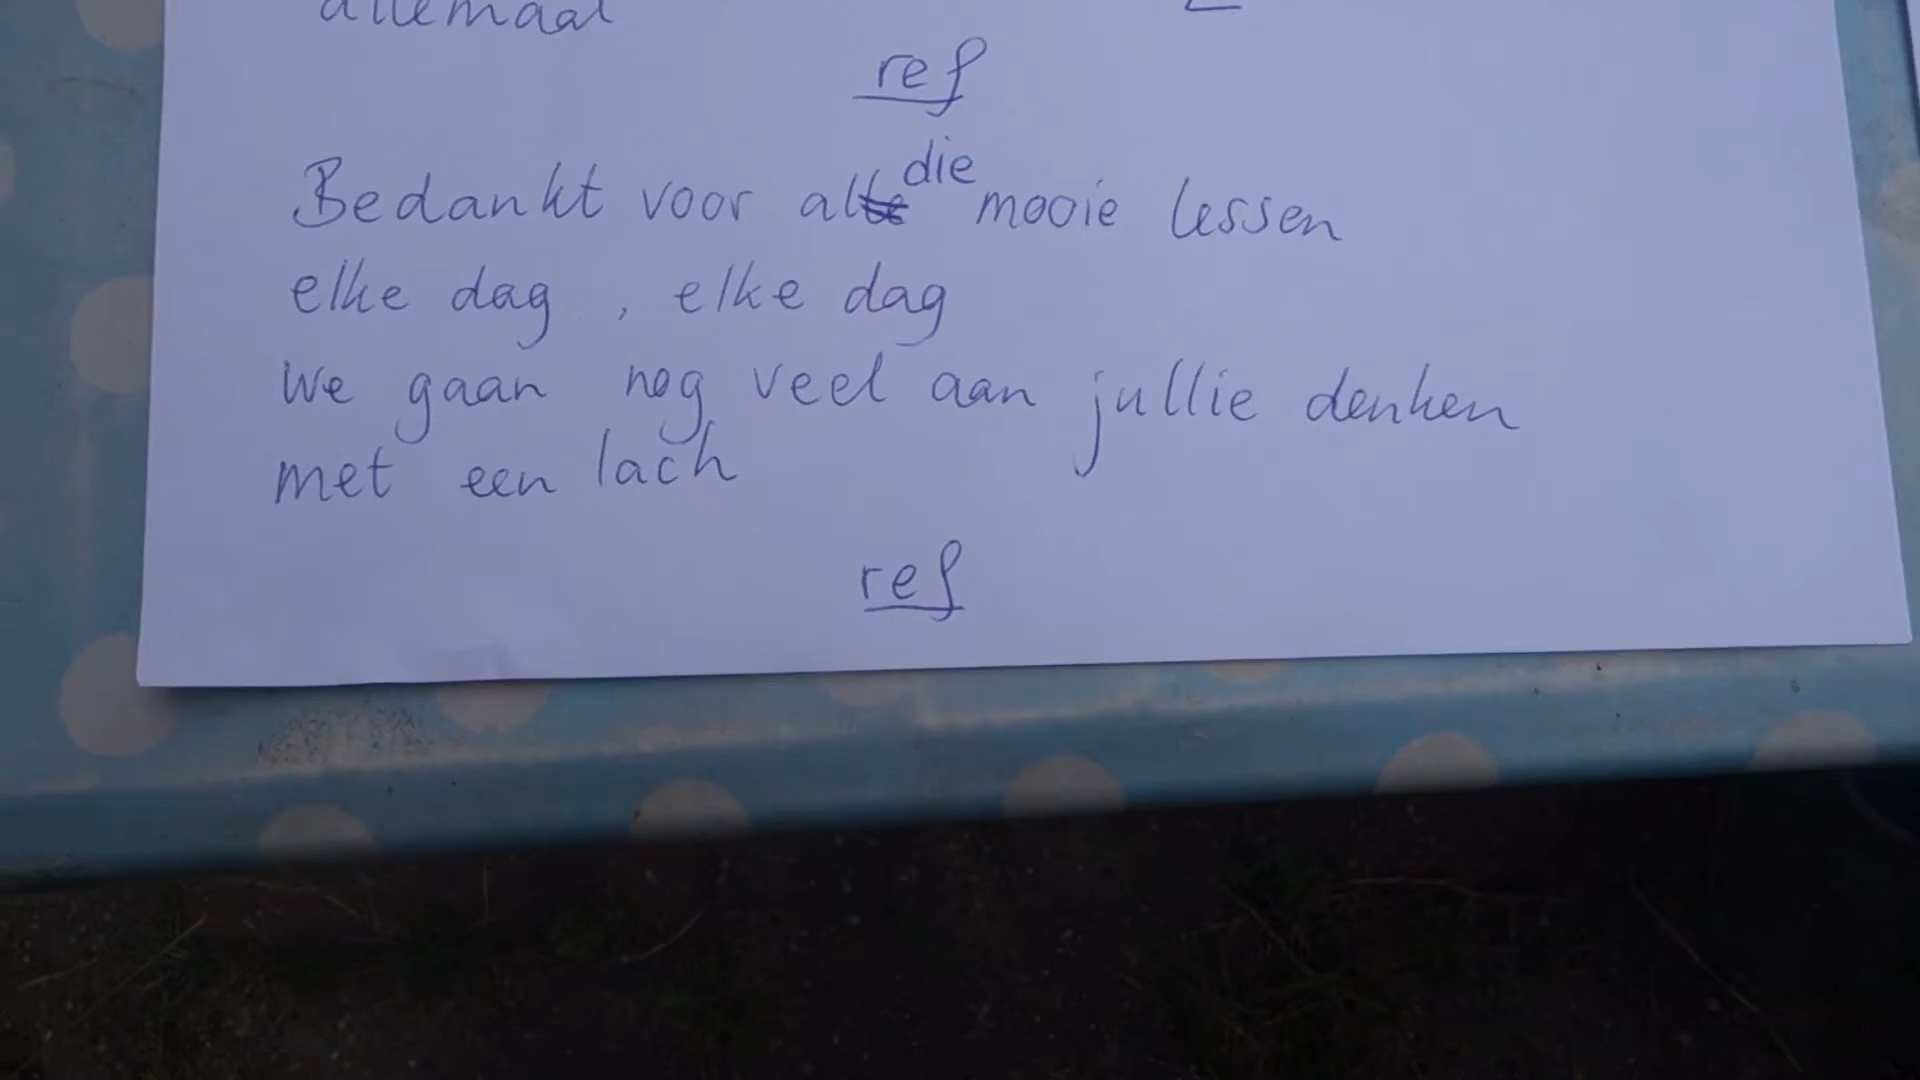 allemaal
ref
Bedankt voor al die mooie lessen
elke dag, elke dag
we gaan nog veel aan jullie denken
met een lach
ref